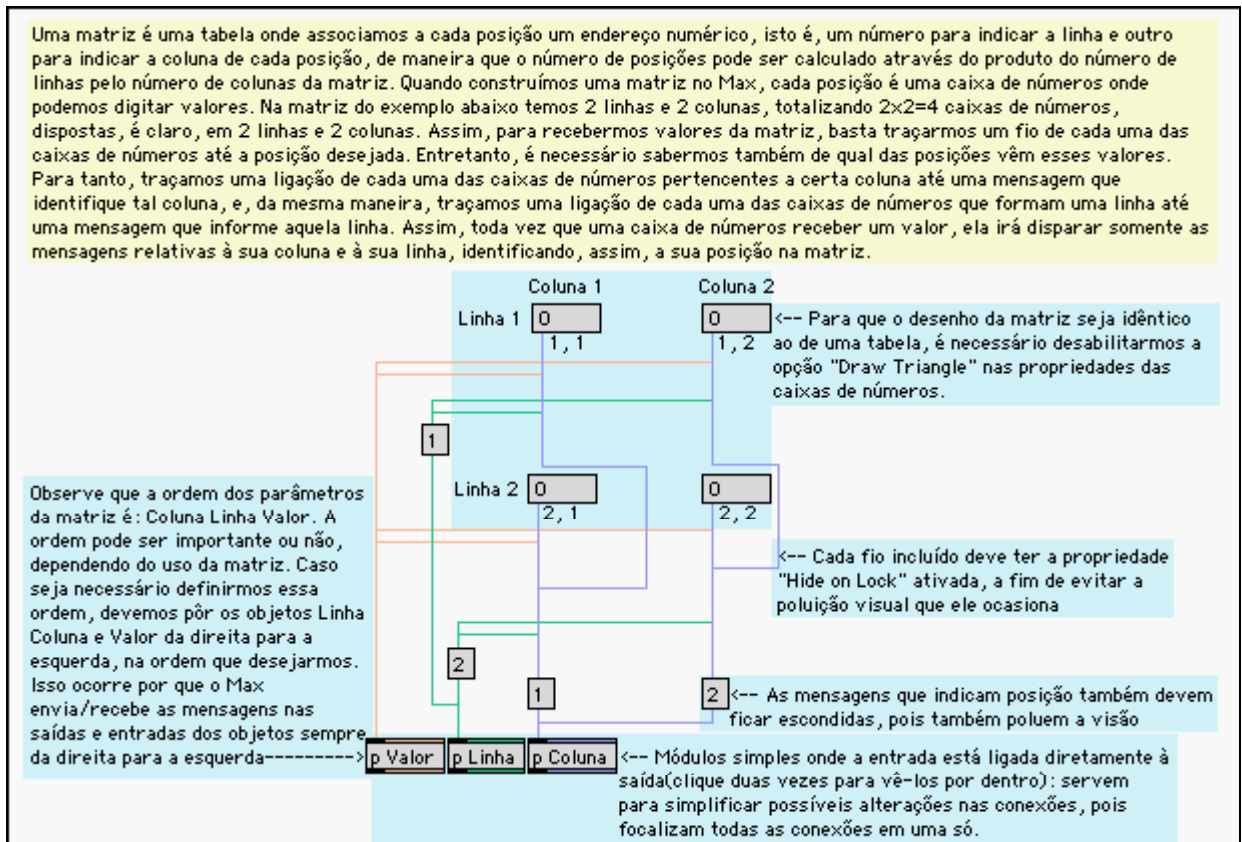 Uma matriz é uma tabela onde associamos a cada posição um endereço numérico, isto é, um número para indicar a linha e outro
para indicar a coluna de cada posição, de maneira que o número de posições pode ser calculado através do produto do número de
linhas pelo número de colunas da matriz. Quando construímos uma matriz no Max, cada posição é uma caixa de números onde
podemos digitar valores. Na matriz do exemplo abaixo temos 2 linhas e 2 colunas, totalizando 2x2=4 caixas de números,
dispostas, é claro, em 2 linhas e 2 colunas. Assim, para recebermos valores da matriz, basta traçarmos um fio de cada uma das
caixas de números até a posição desejada. Entretanto, é necessário sabermos também de qual das posições vêm esses valores.
Para tanto, traçamos uma ligação de cada uma das caixas de números pertencentes a certa coluna até uma mensagem que
identifique tal coluna, e, da mesma maneira, traçamos uma ligação de cada uma das caixas de números que formam uma linha até
uma mensagem que informe aquela linha. Assim, toda vez que uma caixa de números receber um valor, ela irá disparar somente as
mensagens relativas à sua coluna e à sua linha, identificando, assim, a sua posição na matriz.
Coluna 1
Coluna 2
Linha 1
0
1, 1
0
1, 2
<-- Para que o desenho da matriz seja idêntico
ao de uma tabela, é necessário desabilitarmos a
opção "Draw Triangle" nas propriedades das
caixas de números.
1
Linha 2
0
2, 1
0
2, 2
Observe que a ordem dos parâmetros
da matriz é: Coluna Linha Valor. A
ordem pode ser importante ou não,
dependendo do uso da matriz. Caso
seja necessário definirmos essa
ordem, devemos pôr os objetos Linha
Coluna e Valor da direita para a
esquerda, na ordem que desejarmos.
Isso ocorre por que o Max
envia/recebe as mensagens nas
saídas e entradas dos objetos sempre
da direita para a esquerda--------->
<-- Cada fio incluído deve ter a propriedade
"Hide on Lock" ativada, a fim de evitar a
poluição visual que ele ocasiona
2
1
2
<-- As mensagens que indicam posição também devem
ficar escondidas, pois também poluem a visão
p Valor
p Linha
p Coluna
<-- Módulos simples onde a entrada está ligada diretamente à
saída(clique duas vezes para vê-los por dentro): servem
para simplificar possíveis alterações nas conexões, pois
focalizam todas as conexões em uma só.